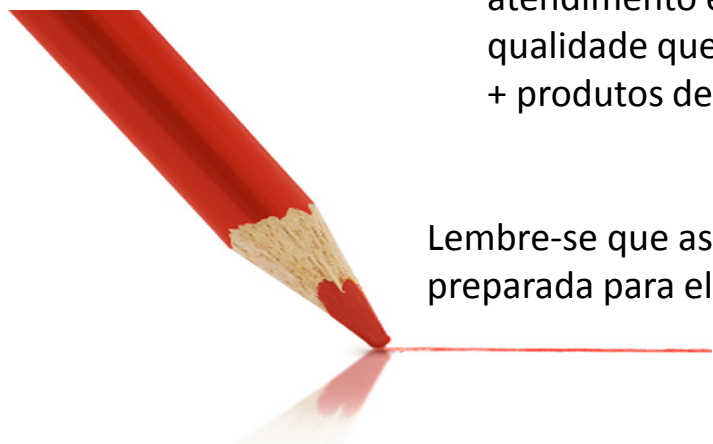 atendimento e
qualidade que
+ produtos de
Lembre-se que as
preparada para el